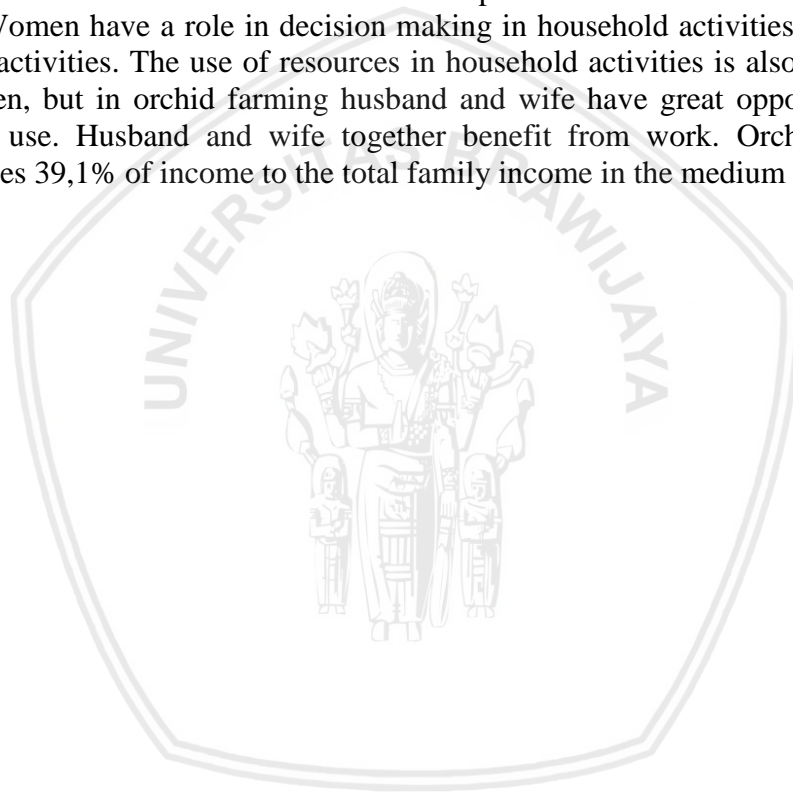 Women have a role in decision making in household activities
activities. The use of resources in household activities is also
en, but in orchid farming husband and wife have great oppo
use. Husband and wife together benefit from work. Orch
es 39,1% of income to the total family income in the medium
UNIVERSITAS BRAWIJAYA